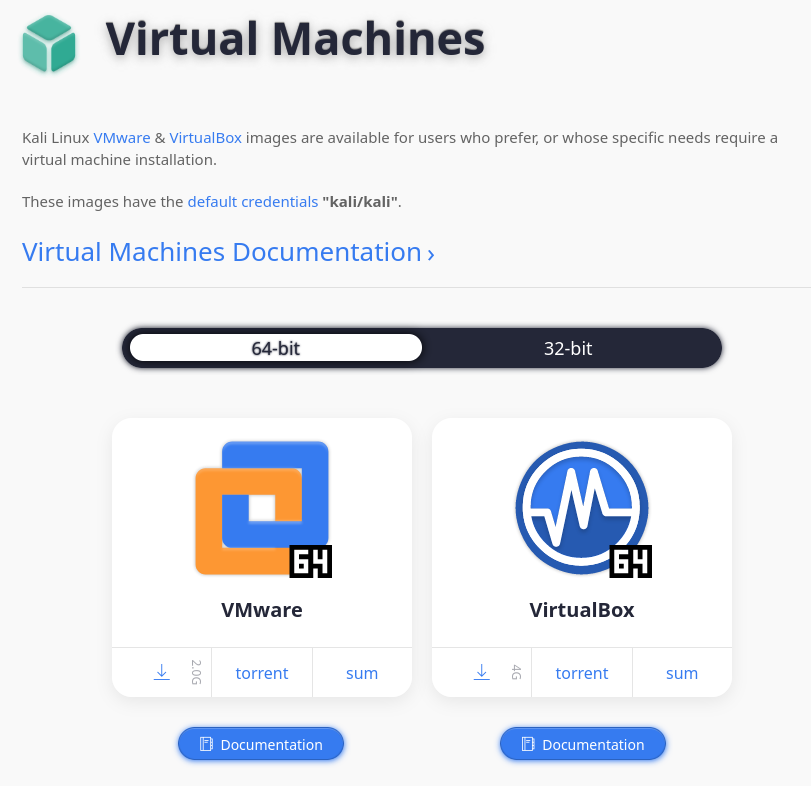 Virtual Machines
Kali Linux VMware & VirtualBox images are available for users who prefer, or whose specific needs require a
virtual machine installation.
These images have the default credentials "kali/kali".
Virtual Machines Documentation ›
64-bit 32-bit
64 64
VMware VirtualBox
2.0G torrent sum 4G torrent sum
Documentation Documentation